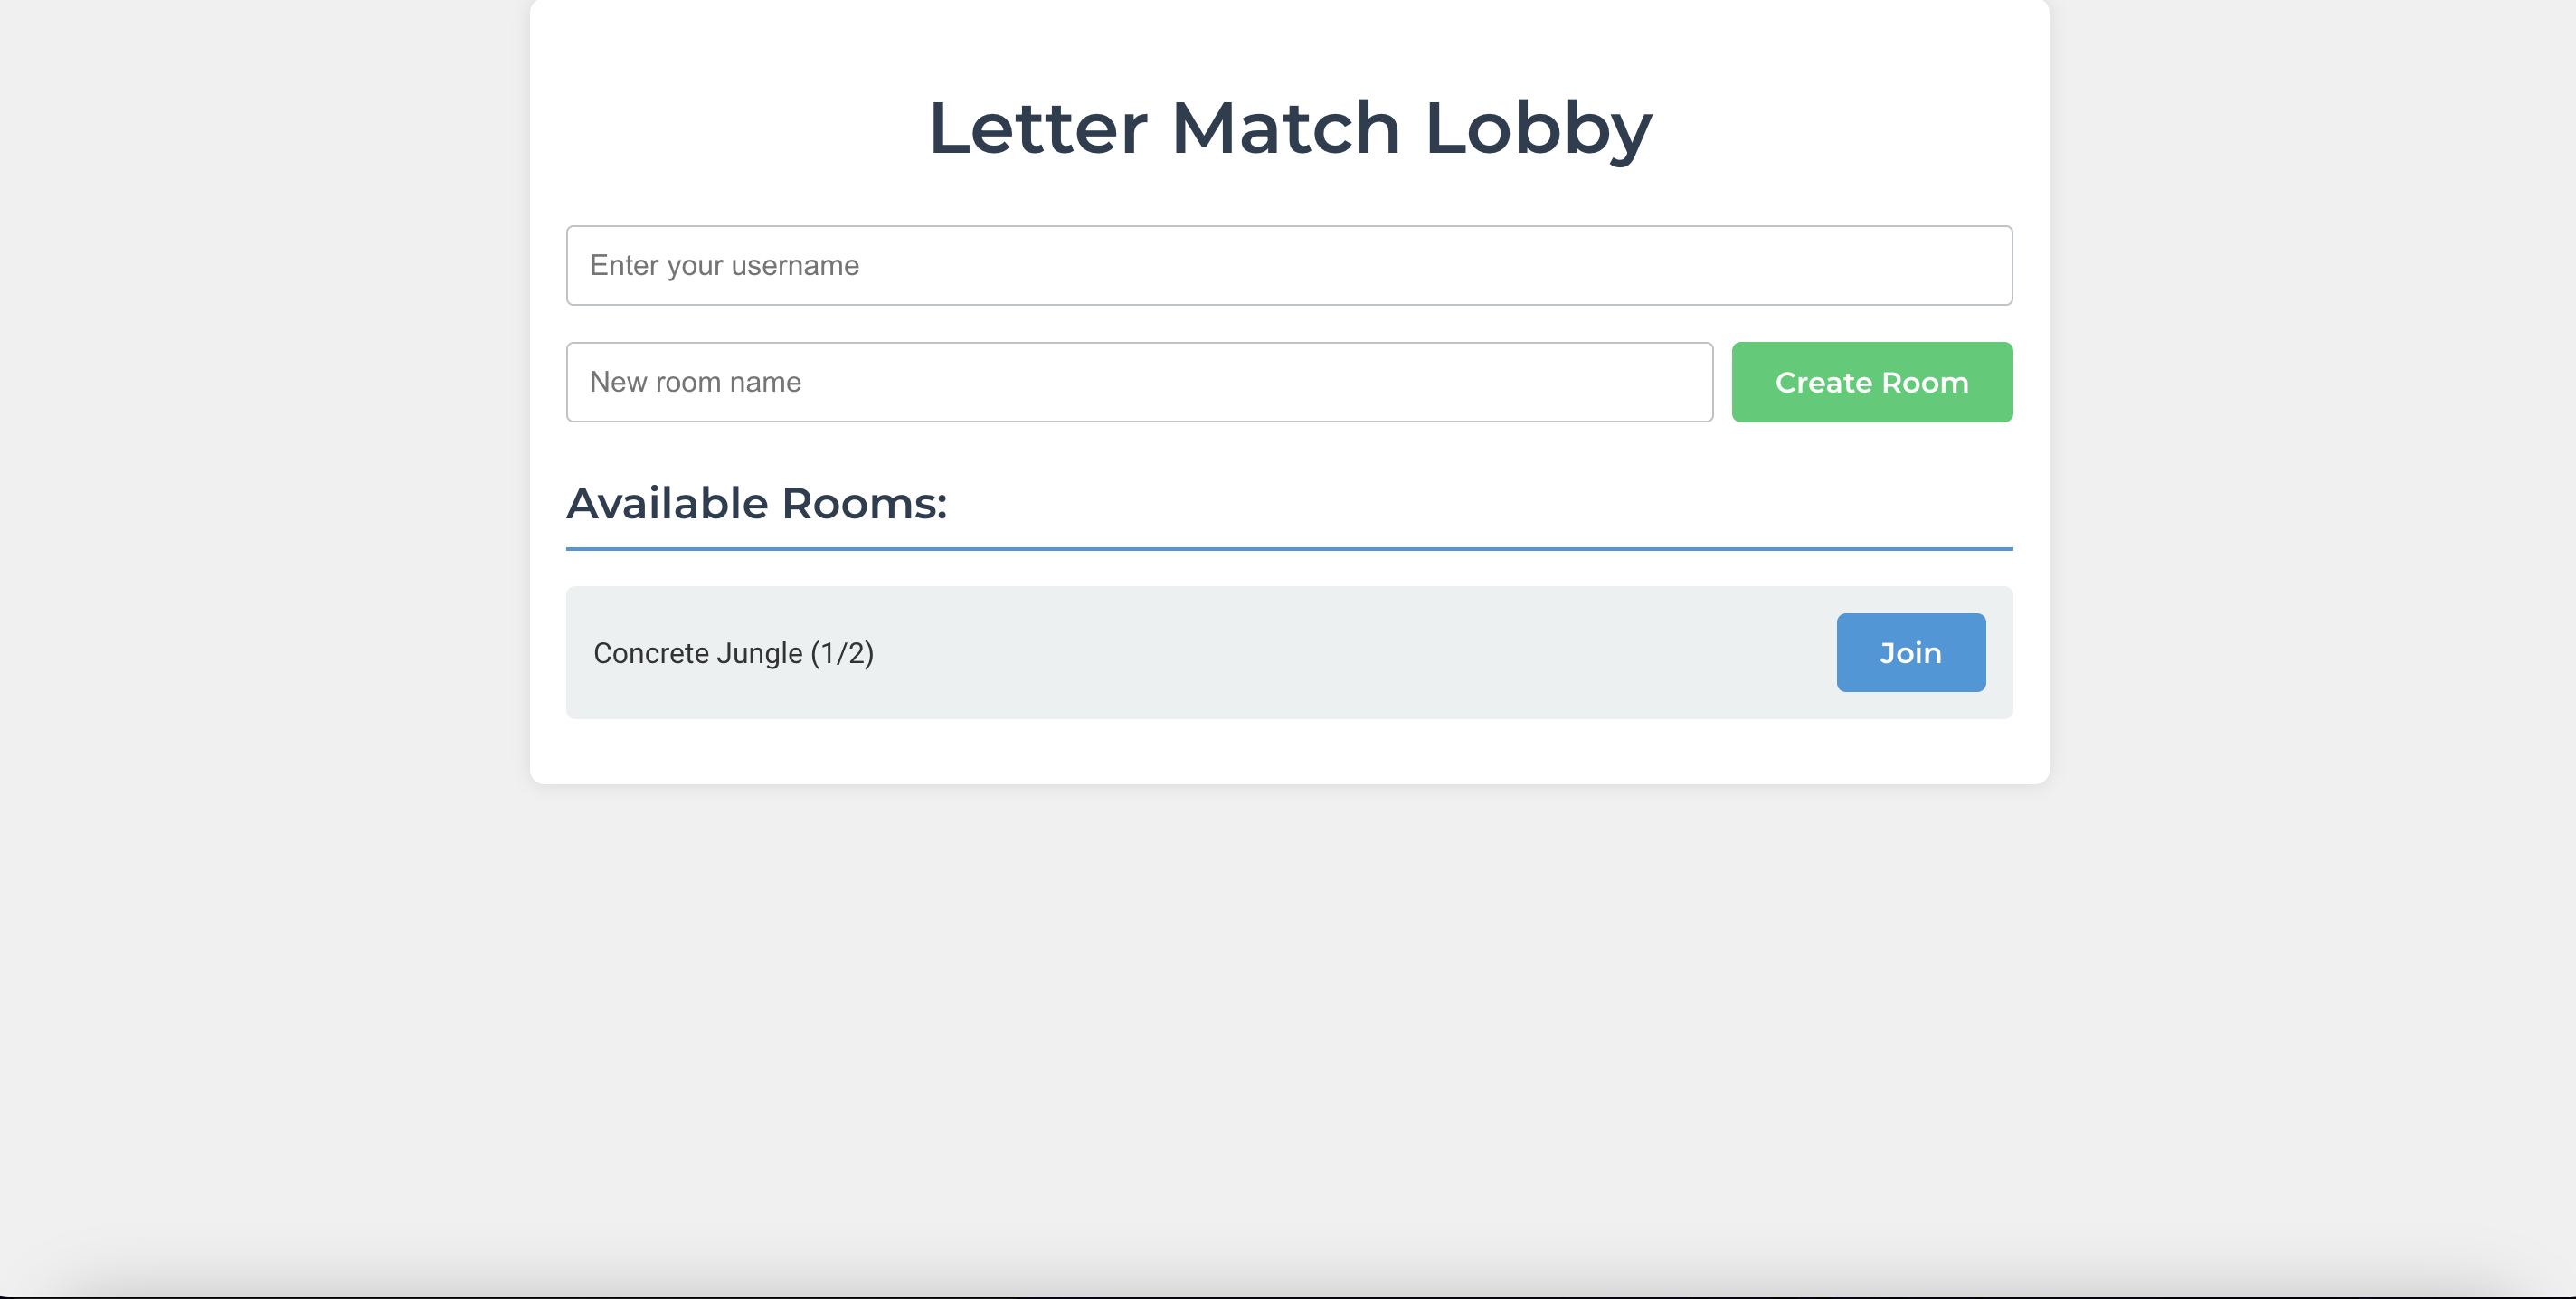 Letter Match Lobby
Enter your username
New room name
Create Room
Available Rooms:
Concrete Jungle (1/2)
Join